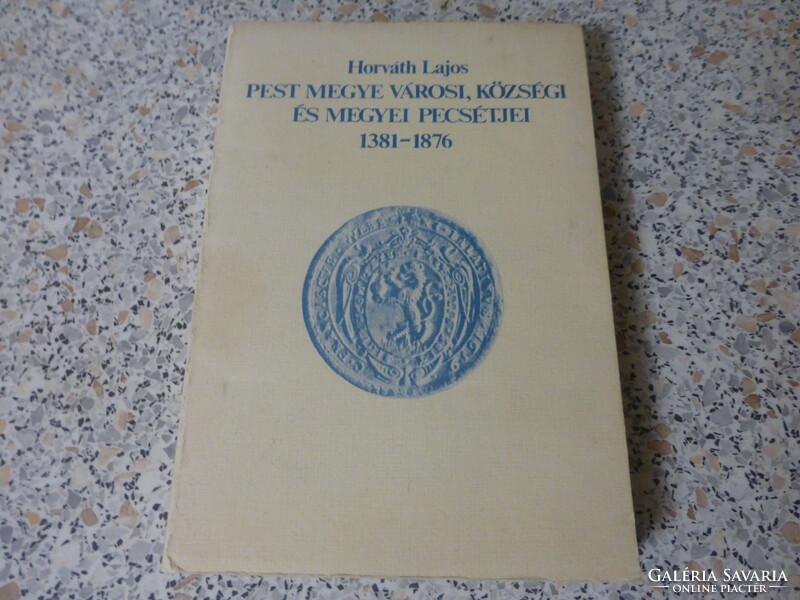 Horváth Lajos
PEST MEGYE VÁROSI, KÖZSÉGI
ÉS MEGYEI PECSÉTJEI
1381-1876
GALÉRIA SAVARIA
ONLINE PIACTÉR